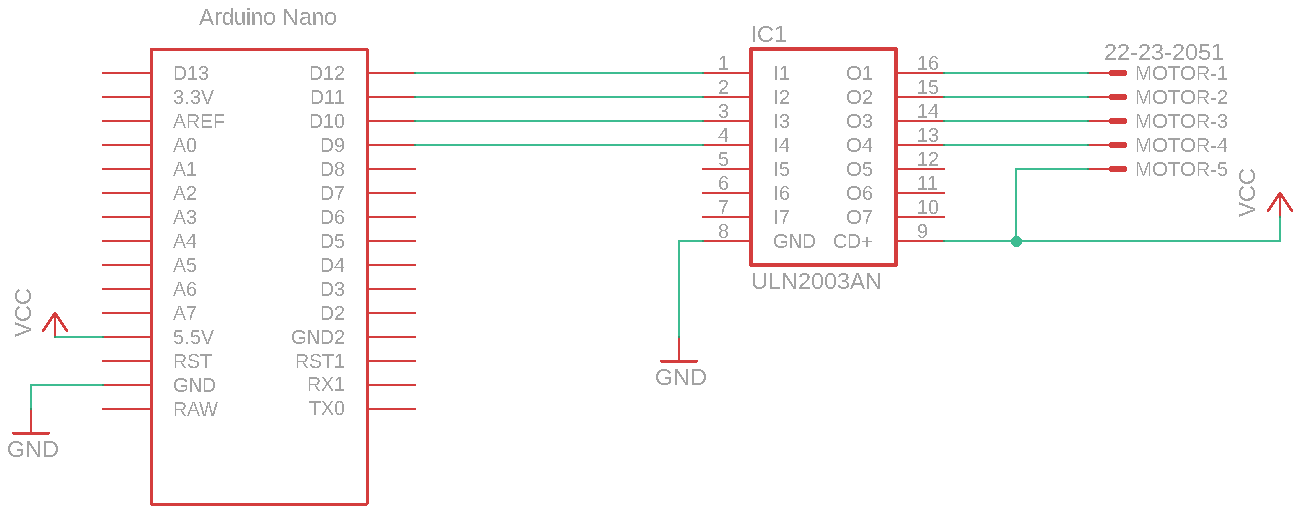 Arduino Nano
D13 D12
3.3V D11
AREF D10
A0 D9
A1 D8
A2 D7
A3 D6
A4 D5
A5 D4
A6 D3
A7 D2
5.5V GND2
RST RST1
GND RX1
RAW TX0
VCC
GND
IC1
1 I1 O1 16
2 I2 O2 15
3 I3 O3 14
4 I4 O4 13
5 I5 O5 12
6 I6 O6 11
7 I7 O7 10
8 GND CD+ 9
ULN2003AN
GND
22-23-2051
MOTOR-1
MOTOR-2
MOTOR-3
MOTOR-4
MOTOR-5
VCC